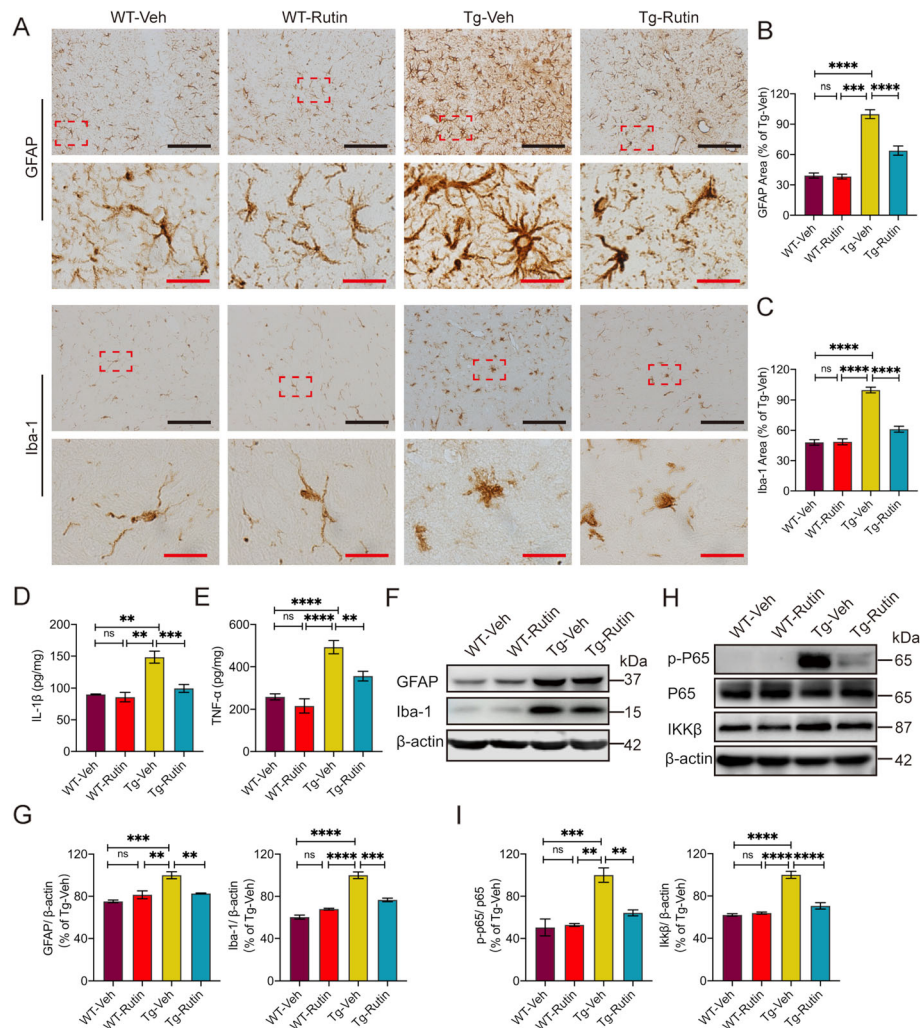 WT-Veh WT-Rutin Tg-Veh Tg-Rutin
A
GFAP
Iba-1
B
GFAP Area (% of Tg-Veh)
120
90
60
30
0
**** 
ns *** ****
WT-Veh WT-Rutin Tg-Veh Tg-Rutin
C
Iba-1 Area (% of Tg-Veh)
160
120
80
40
0
****
ns **** ****
WT-Veh WT-Rutin Tg-Veh Tg-Rutin
D
IL-1β (pg/mg)
200
150
100
50
0
**
ns ** ***
WT-Veh WT-Rutin Tg-Veh Tg-Rutin
E
TNF-α (pg/mg)
600
400
200
0
****
ns **** **
WT-Veh WT-Rutin Tg-Veh Tg-Rutin
F
WT-Veh WT-Rutin Tg-Veh Tg-Rutin
kDa
GFAP 37
Iba-1 15
β-actin 42
H
WT-Veh WT-Rutin Tg-Veh Tg-Rutin
kDa
p-P65 65
P65 65
IKKβ 87
β-actin 42
G
GFAP/ β-actin
(% of Tg-Veh)
120
80
40
0
***
ns ** **
WT-Veh WT-Rutin Tg-Veh Tg-Rutin
Iba-1/ β-actin
(% of Tg-Veh)
120
80
40
0
****
ns **** ***
WT-Veh WT-Rutin Tg-Veh Tg-Rutin
I
p-p65/ p65
(% of Tg-Veh)
120
80
40
0
***
ns ** **
WT-Veh WT-Rutin Tg-Veh Tg-Rutin
Ikkβ/ β-actin
(% of Tg-Veh)
120
80
40
0
****
ns **** ****
WT-Veh WT-Rutin Tg-Veh Tg-Rutin